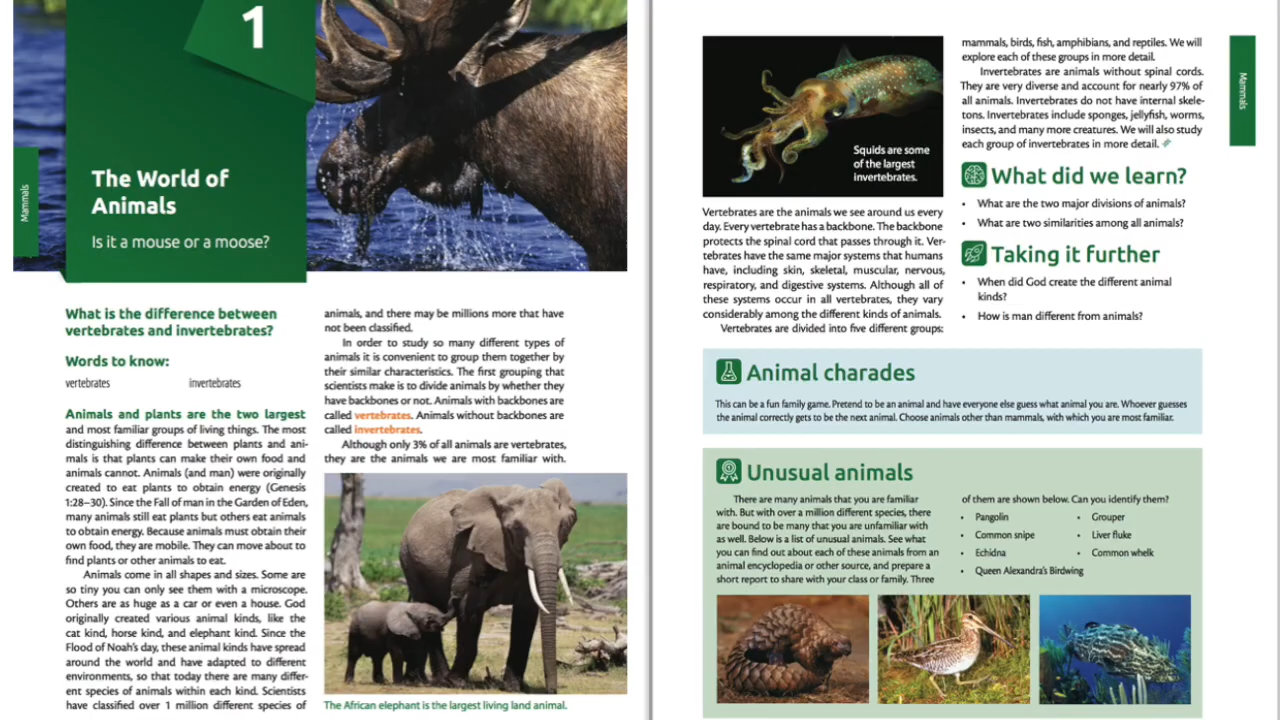 1
The World of
Animals
Is it a mouse or a moose?
Mammals
What is the difference between
vertebrates and invertebrates?
Words to know:
vertebrates invertebrates
Animals and plants are the two largest
and most familiar groups of living things. The most
distinguishing difference between plants and ani-
mals is that plants can make their own food and
animals cannot. Animals (and man) were originally
created to eat plants to obtain energy (Genesis
1:28–30). Since the Fall of man in the Garden of Eden,
many animals still eat plants but others eat animals
to obtain energy. Because animals must obtain their
own food, they are mobile. They can move about to
find plants or other animals to eat.
Animals come in all shapes and sizes. Some are
so tiny you can only see them with a microscope.
Others are as huge as a car or even a house. God
originally created various animal kinds, like the
cat kind, horse kind, and elephant kind. Since the
Flood of Noah's day, these animal kinds have spread
around the world and have adapted to different
environments, so that today there are many differ-
ent species of animals within each kind. Scientists
have classified over 1 million different species of
animals, and there may be millions more that have
not been classified.
In order to study so many different types of
animals it is convenient to group them together by
their similar characteristics. The first grouping that
scientists make is to divide animals by whether they
have backbones or not. Animals with backbones are
called vertebrates. Animals without backbones are
called invertebrates.
Although only 3% of all animals are vertebrates,
they are the animals we are most familiar with.
The African elephant is the largest living land animal.
Squids are some
of the largest
invertebrates.
Vertebrates are the animals we see around us every
day. Every vertebrate has a backbone. The backbone
protects the spinal cord that passes through it. Ver-
tebrates have the same major systems that humans
have, including skin, skeletal, muscular, nervous,
respiratory, and digestive systems. Although all of
these systems occur in all vertebrates, they vary
considerably among the different kinds of animals.
Vertebrates are divided into five different groups:
mammals, birds, fish, amphibians, and reptiles. We will
explore each of these groups in more detail.
Invertebrates are animals without spinal cords.
They are very diverse and account for nearly 97% of
all animals. Invertebrates do not have internal skele-
tons. Invertebrates include sponges, jellyfish, worms,
insects, and many more creatures. We will also study
each group of invertebrates in more detail.
Mammals
What did we learn?
• What are the two major divisions of animals?
• What are two similarities among all animals?
Taking it further
• When did God create the different animal
kinds?
• How is man different from animals?
Animal charades
This can be a fun family game. Pretend to be an animal and have everyone else guess what animal you are. Whoever guesses
the animal correctly gets to be the next animal. Choose animals other than mammals, with which you are most familiar.
Unusual animals
There are many animals that you are familiar
with. But with over a million different species, there
are bound to be many that you are unfamiliar with
as well. Below is a list of unusual animals. See what
you can find out about each of these animals from an
animal encyclopedia or other source, and prepare a
short report to share with your class or family. Three
of them are shown below. Can you identify them?
• Pangolin
• Common snipe
• Echidna
• Queen Alexandra's Birdwing
• Grouper
• Liver fluke
• Common whelk